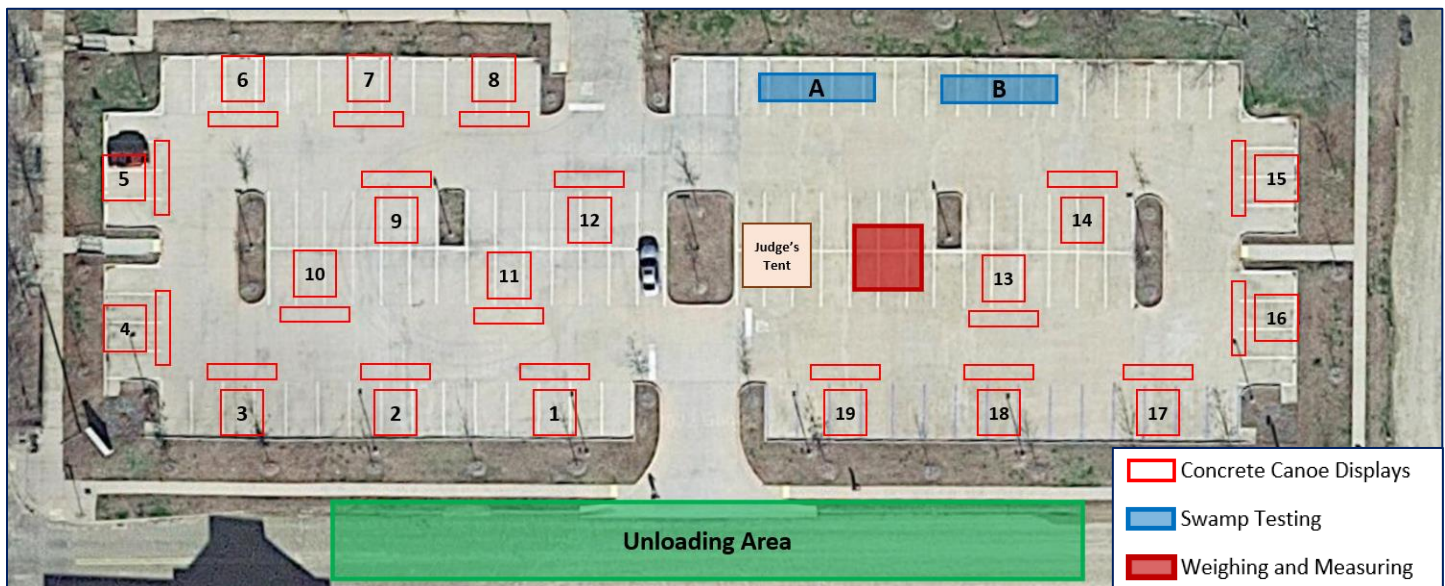 6
7
8
A
B
5
15
9
12
14
Judge's
Tent
10
11
13
4
16
3
2
1
19
18
17
Unloading Area
Concrete Canoe Displays
Swamp Testing
Weighing and Measuring